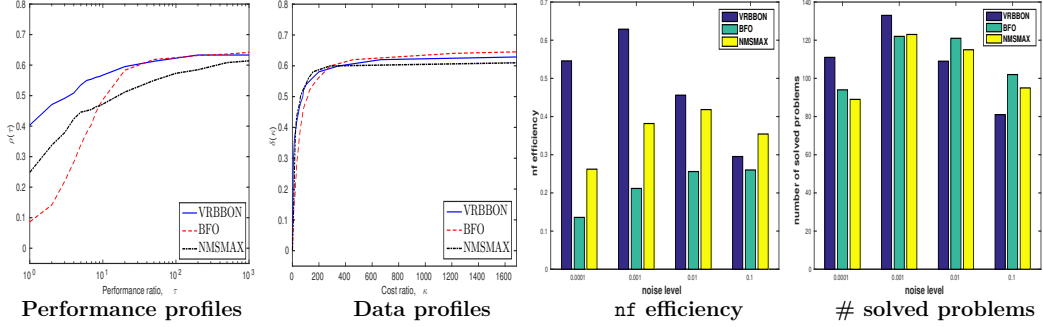 0.8
0.7
0.6
0.5
0.4
0.3
0.2
0.1
0
ρ(τ)
VRBBON
BFO
NMSMAX
10^0
10^1
10^2
10^3
Performance ratio, τ
Performance profiles
0.8
0.7
0.6
0.5
0.4
0.3
0.2
0.1
0
δ(κ)
VRBBON
BFO
NMSMAX
0
200
400
600
800
1000
1200
1400
1600
Cost ratio, κ
Data profiles
0.7
0.6
0.5
0.4
0.3
0.2
0.1
0
nf efficiency
VRBBON
BFO
NMSMAX
0.0001
0.001
0.01
0.1
noise level
nf efficiency
140
120
100
80
60
40
20
0
number of solved problems
VRBBON
BFO
NMSMAX
0.0001
0.001
0.01
0.1
noise level
# solved problems